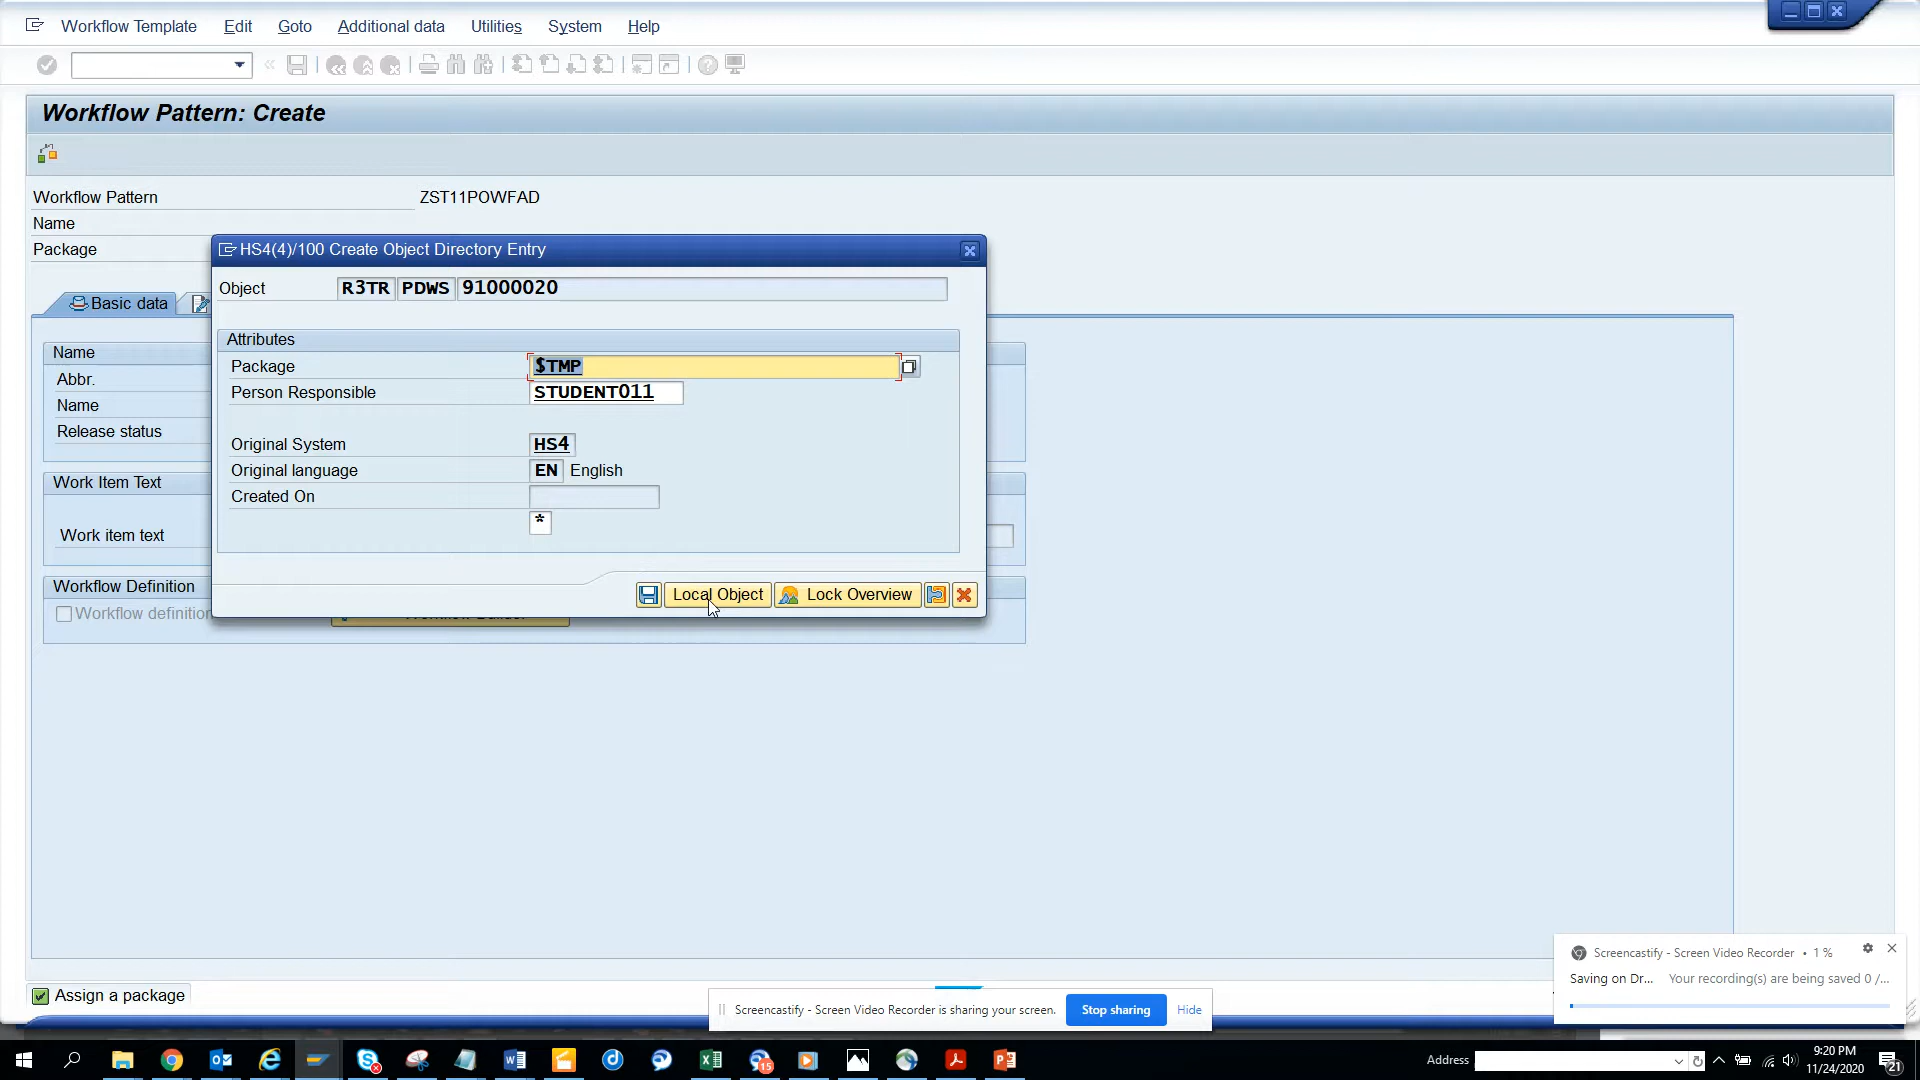 Workflow Template Edit Goto Additional data Utilities System Help
Workflow Pattern: Create
Workflow Pattern ZST11POWFAD
Name
Package
HS4(4)/100 Create Object Directory Entry
Object R3TR PDWS 91000020
Basic data
Attributes
Package $TMP
Person Responsible STUDENT011
Original System HS4
Original language EN English
Created On
*
Name
Abbr.
Name
Release status
Work Item Text
Work item text
Workflow Definition
Workflow definition
Local Object Lock Overview
Screencastify - Screen Video Recorder • 1 %
Saving on Dr... Your recording(s) are being saved 0 /...
Assign a package
Screencastify - Screen Video Recorder is sharing your screen. Stop sharing Hide
Address
15
9:20 PM
11/24/2020
21